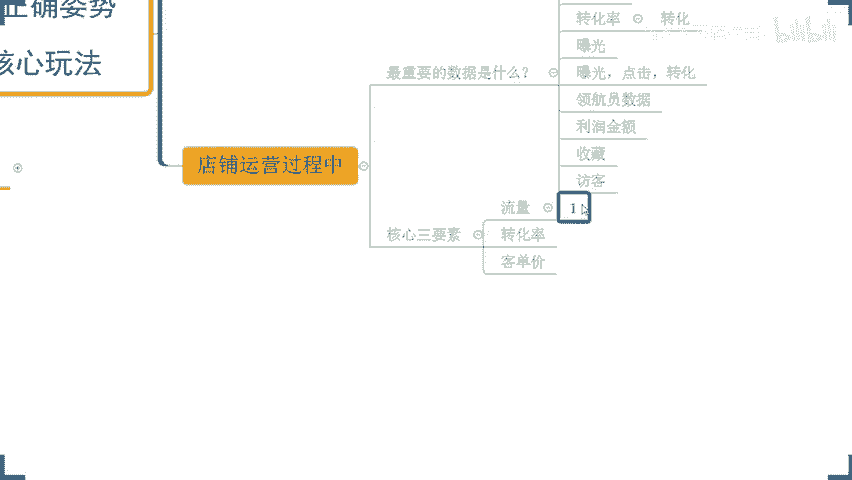 正确姿势
核心玩法
转化率 转化
曝光
最重要的数据是什么？
曝光，点击，转化
领航员数据
利润金额
店铺运营过程中
收藏
访客
流量
1
核心三要素
转化率
客单价
bilibili